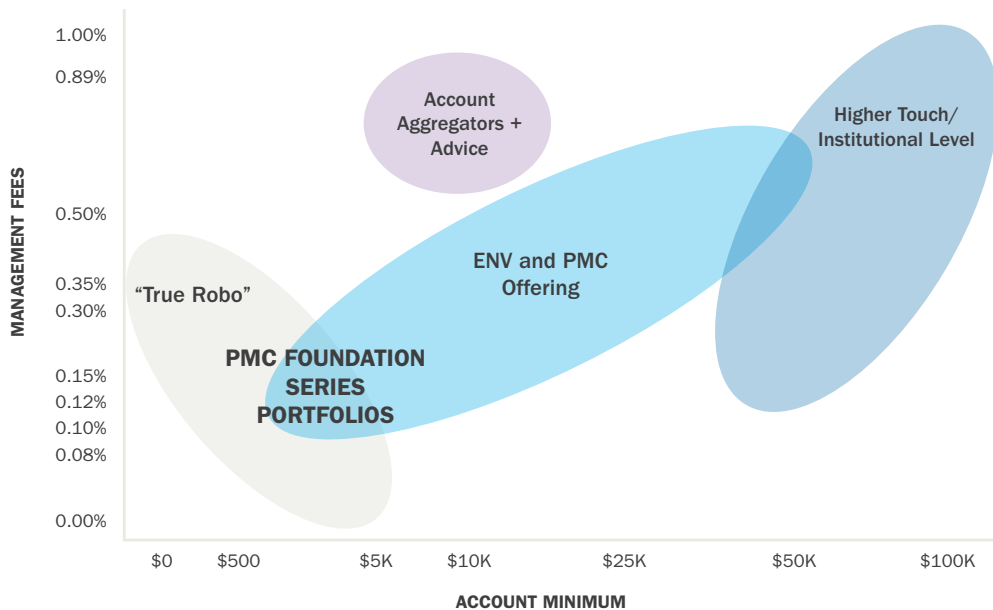 1.00%
0.89%
0.50%
0.35%
0.30%
0.15%
0.12%
0.10%
0.08%
0.00%
MANAGEMENT FEES
Account
Aggregators +
Advice
Higher Touch/
Institutional Level
ENV and PMC
Offering
“True Robo”
PMC FOUNDATION
SERIES
PORTFOLIOS
$0 $500 $5K $10K $25K $50K $100K
ACCOUNT MINIMUM